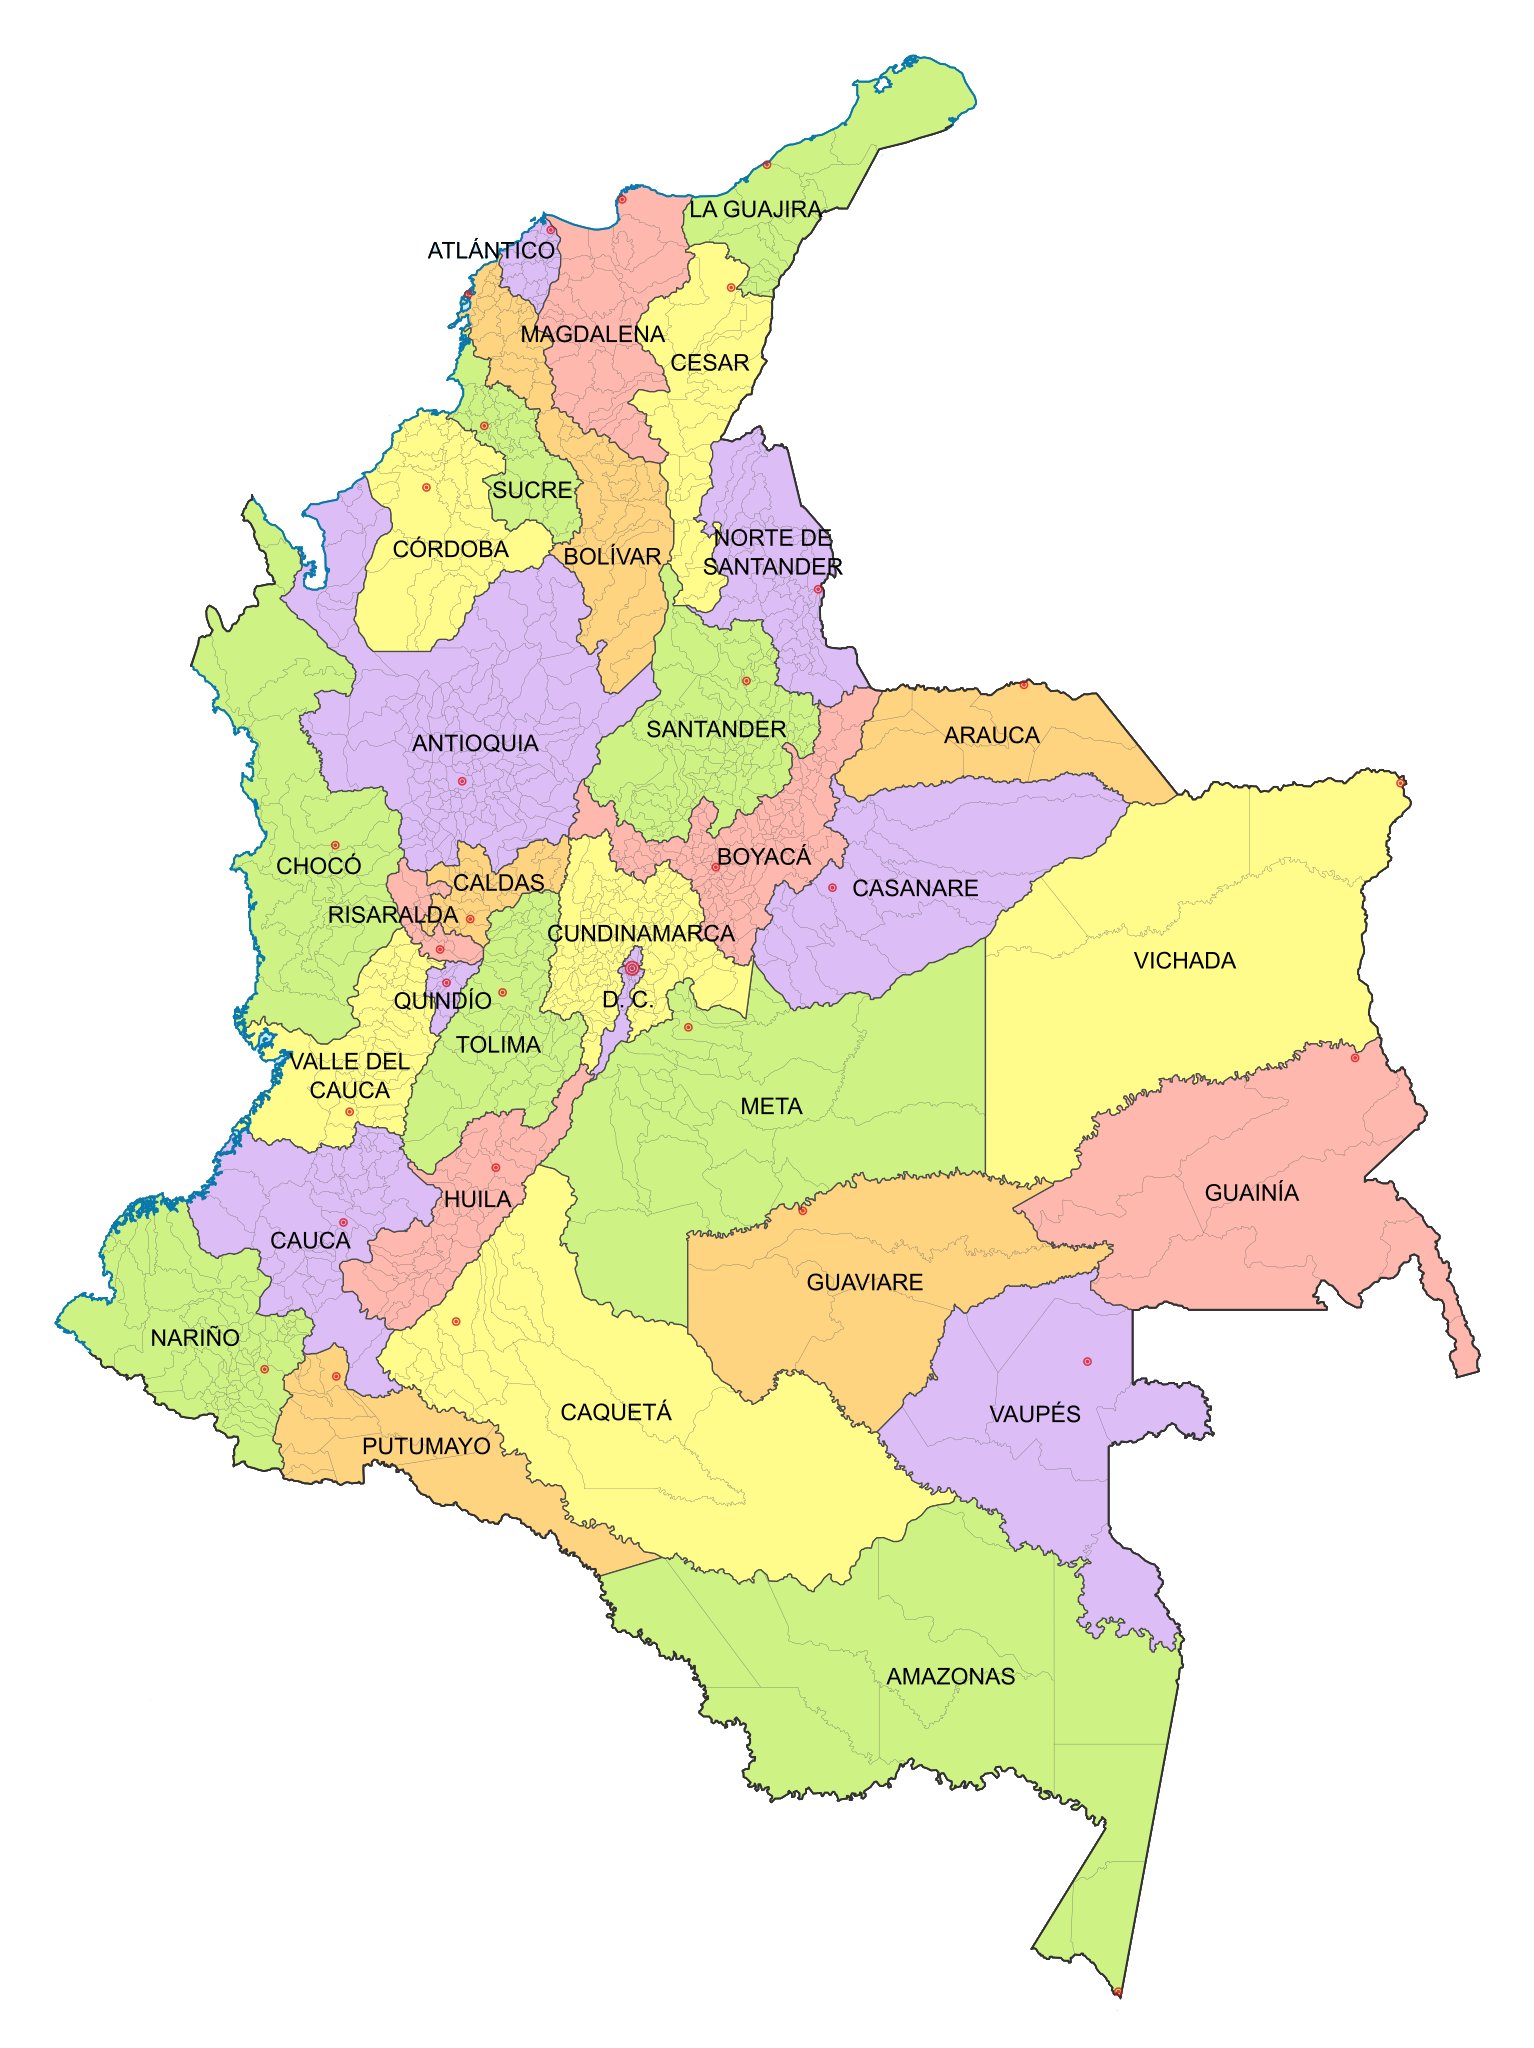 LA GUAJIRA
ATLÁNTICO
MAGDALENA
CESAR
SUCRE
NORTE DE
SANTANDER
CÓRDOBA
BOLÍVAR
SANTANDER
ARAUCA
ANTIOQUIA
BOYACÁ
CHOCÓ
CALDAS
CASANARE
RISARALDA
CUNDINAMARCA
VICHADA
QUINDÍO
D. C.
TOLIMA
VALLE DEL
CAUCA
META
HUILA
GUAINÍA
CAUCA
GUAVIARE
NARIÑO
CAQUETÁ
VAUPÉS
PUTUMAYO
AMAZONAS